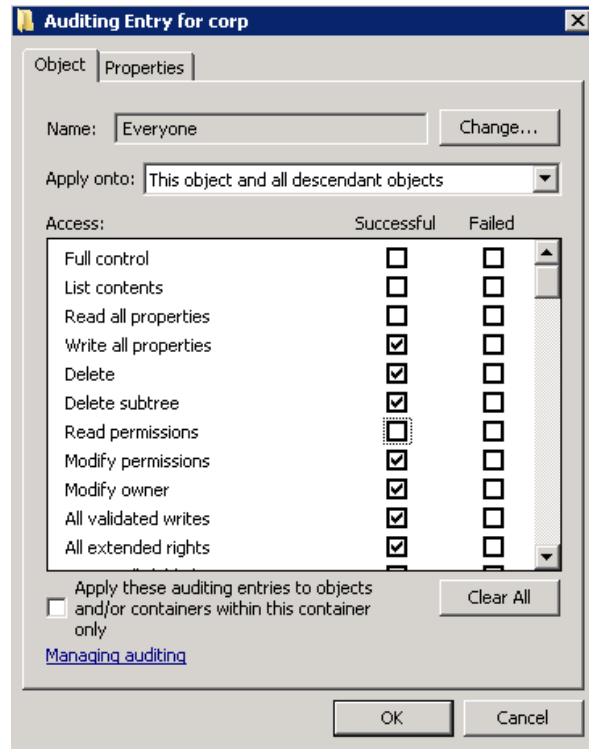 Auditing Entry for corp
Object Properties
Name: Everyone Change...
Apply onto: This object and all descendant objects
Access: Successful Failed
Full control
List contents
Read all properties
Write all properties
Delete
Delete subtree
Read permissions
Modify permissions
Modify owner
All validated writes
All extended rights
Apply these auditing entries to objects
and/or containers within this container
only
Clear All
Managing auditing
OK Cancel